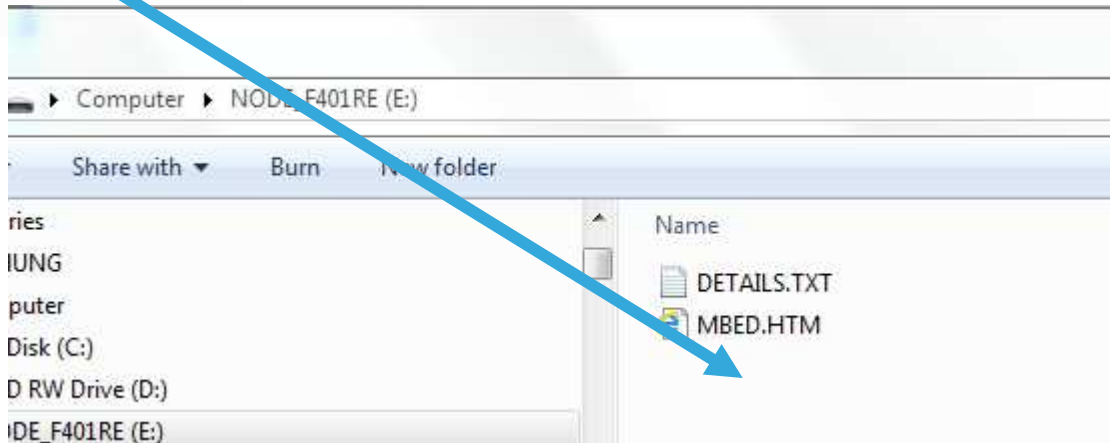 Computer NODE_F401RE (E:)
Share with Burn New folder
Name
ries
DETAILS.TXT
UNG
MBED.HTM
puter
Disk (C:)
D RW Drive (D:)
DE_F401RE (E:)